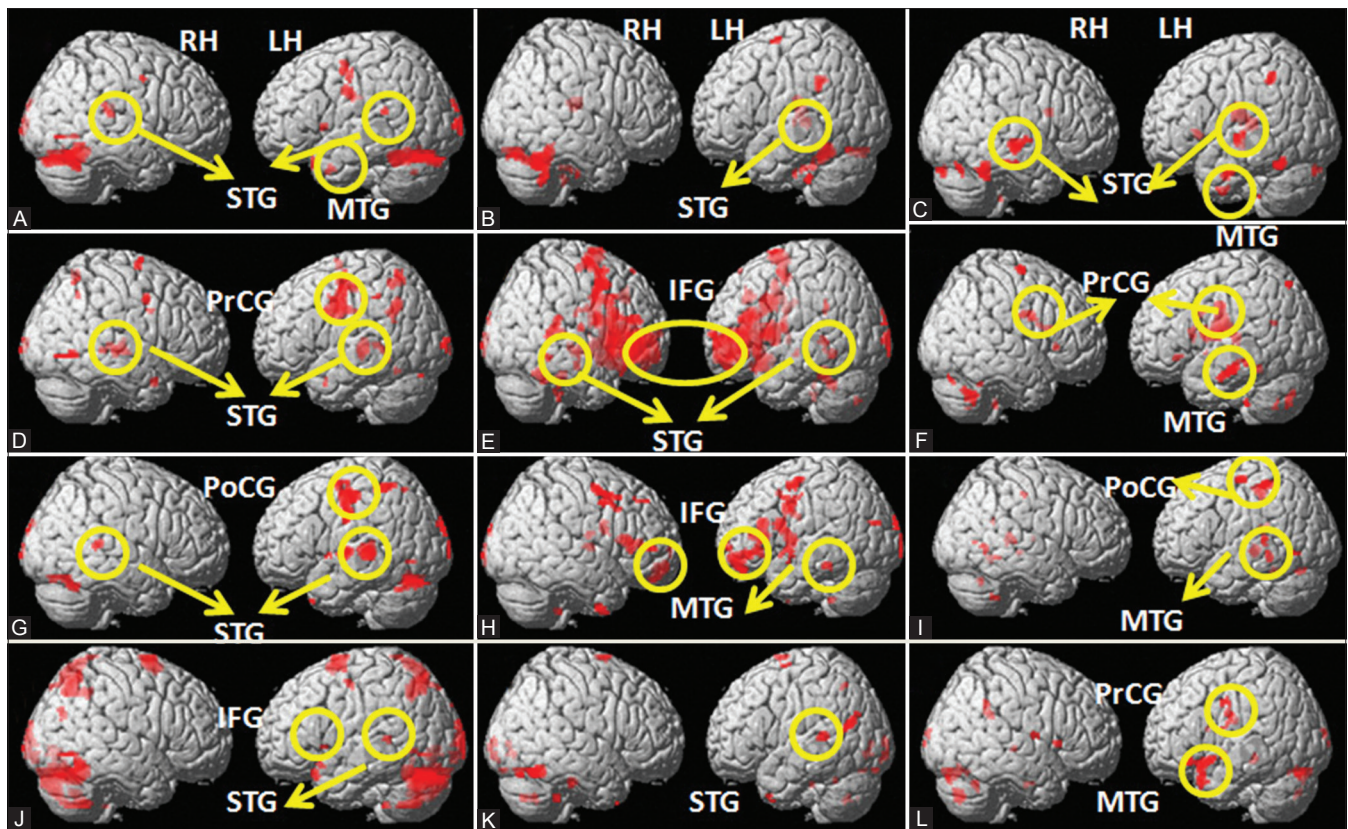 RH LH
STG
MTG
A
RH LH
STG
B
RH LH
STG
MTG
C
PrCG
STG
D
IFG
STG
E
PrCG
MTG
F
PoCG
STG
G
IFG
MTG
H
PoCG
MTG
I
IFG
STG
J
STG
K
PrCG
MTG
L